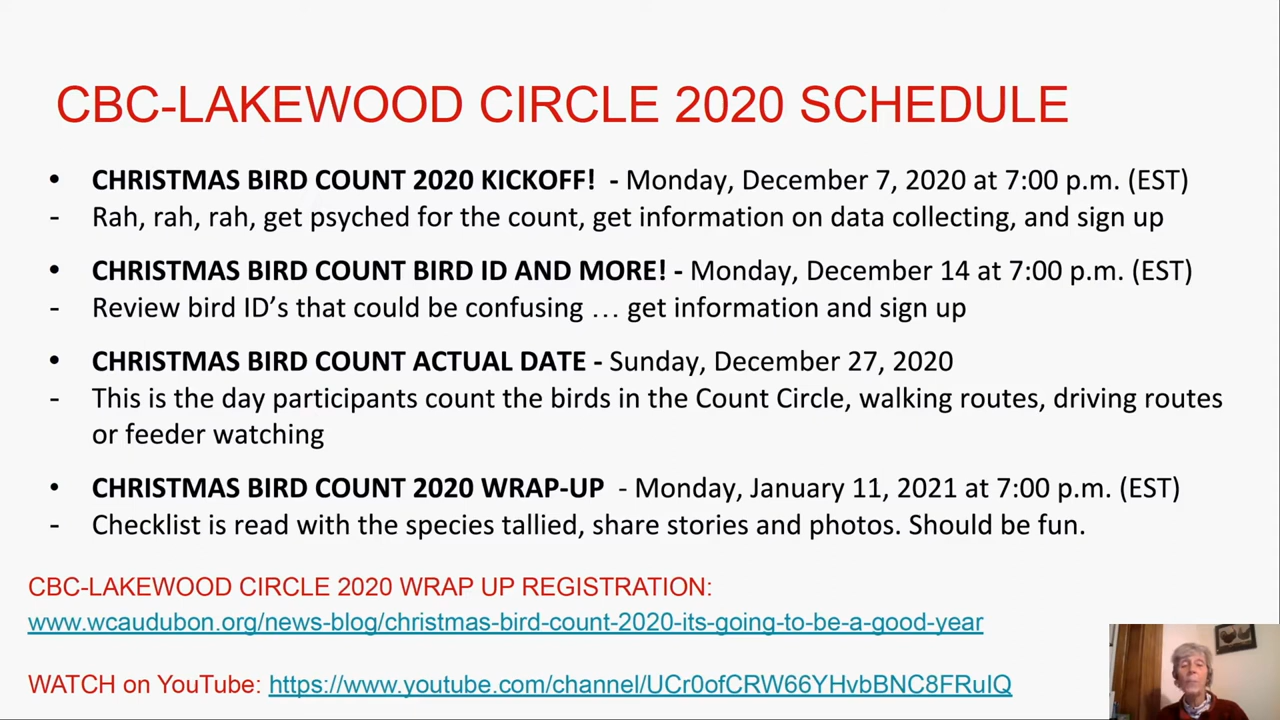 CBC-LAKEWOOD CIRCLE 2020 SCHEDULE
• CHRISTMAS BIRD COUNT 2020 KICKOFF! - Monday, December 7, 2020 at 7:00 p.m. (EST)
- Rah, rah, rah, get psyched for the count, get information on data collecting, and sign up
• CHRISTMAS BIRD COUNT BIRD ID AND MORE! - Monday, December 14 at 7:00 p.m. (EST)
- Review bird ID’s that could be confusing … get information and sign up
• CHRISTMAS BIRD COUNT ACTUAL DATE - Sunday, December 27, 2020
- This is the day participants count the birds in the Count Circle, walking routes, driving routes
or feeder watching
• CHRISTMAS BIRD COUNT 2020 WRAP-UP - Monday, January 11, 2021 at 7:00 p.m. (EST)
- Checklist is read with the species tallied, share stories and photos. Should be fun.
CBC-LAKEWOOD CIRCLE 2020 WRAP UP REGISTRATION:
www.wcaudubon.org/news-blog/christmas-bird-count-2020-its-going-to-be-a-good-year
WATCH on YouTube: https://www.youtube.com/channel/UCr0ofCRW66YHvbBNC8FRulQ